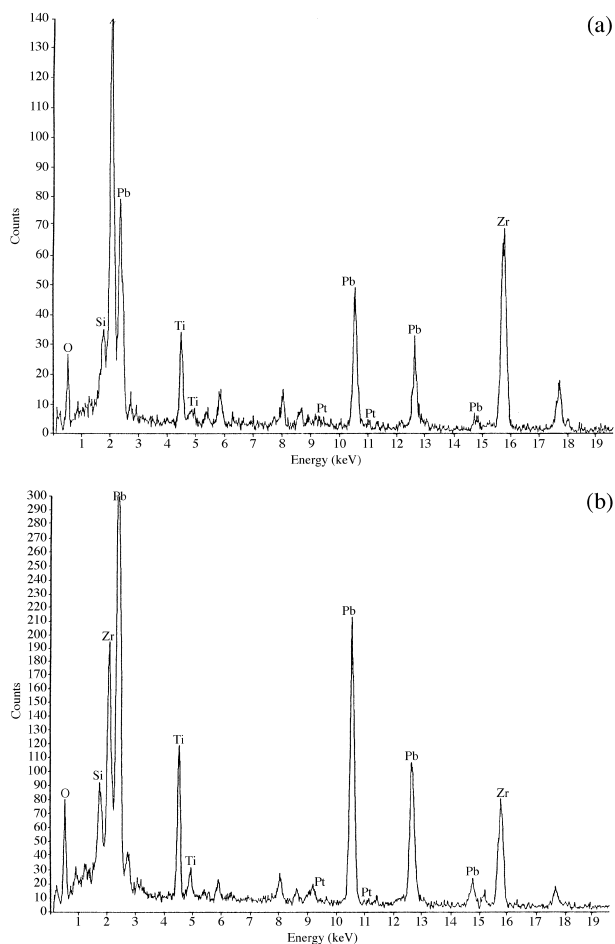 (a)
140
130
120
110
100
90
80
70
60
50
40
30
20
10
0
Counts
O
Si
Pb
Ti
Ti
Pt
Pb
Pt
Pb
Pb
Zr
1 2 3 4 5 6 7 8 9 10 11 12 13 14 15 16 17 18 19
Energy (keV)
(b)
300
290
280
270
260
250
240
230
220
210
200
190
180
170
160
150
140
130
120
110
100
90
80
70
60
50
40
30
20
10
0
Counts
O
Si
Zr
Pb
Ti
Ti
Pt
Pb
Pt
Pb
Pb
Zr
1 2 3 4 5 6 7 8 9 10 11 12 13 14 15 16 17 18 19
Energy (keV)